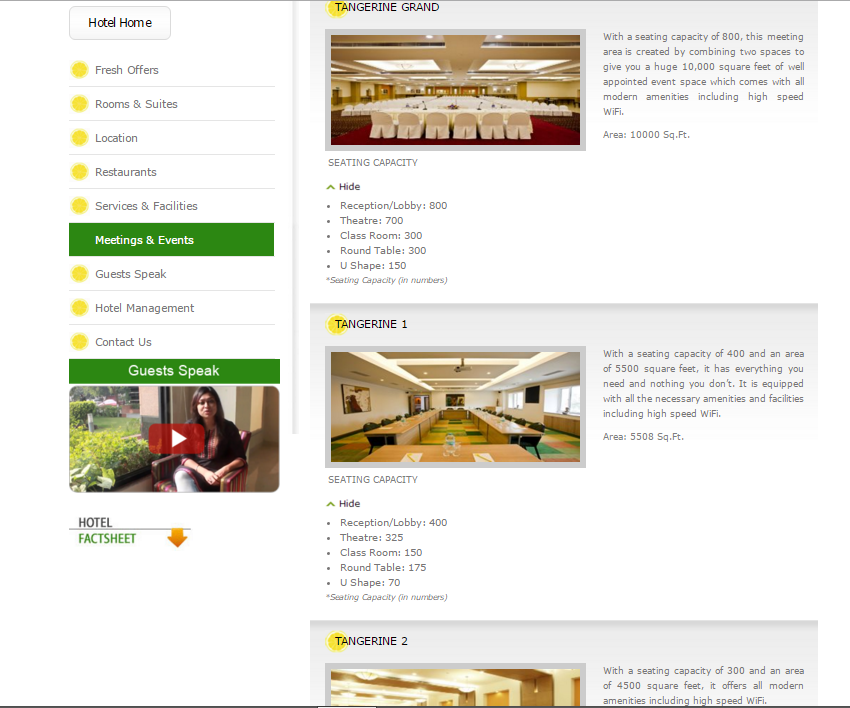 Hotel Home
Fresh Offers
Rooms & Suites
Location
Restaurants
Services & Facilities
Meetings & Events
Guests Speak
Hotel Management
Contact Us
Guests Speak
HOTEL
FACTSHEET
TANGERINE GRAND
With a seating capacity of 800, this meeting
area is created by combining two spaces to
give you a huge 10,000 square feet of well
appointed event space which comes with all
modern amenities including high speed
WiFi.
Area: 10000 Sq.Ft.
SEATING CAPACITY
Hide
Reception/Lobby: 800
Theatre: 700
Class Room: 300
Round Table: 300
U Shape: 150
*Seating Capacity (in numbers)
TANGERINE 1
With a seating capacity of 400 and an area
of 5500 square feet, it has everything you
need and nothing you don't. It is equipped
with all the necessary amenities and facilities
including high speed WiFi.
Area: 5508 Sq.Ft.
SEATING CAPACITY
Hide
Reception/Lobby: 400
Theatre: 325
Class Room: 150
Round Table: 175
U Shape: 70
*Seating Capacity (in numbers)
TANGERINE 2
With a seating capacity of 300 and an area
of 4500 square feet, it offers all modern
amenities including high speed WiFi.